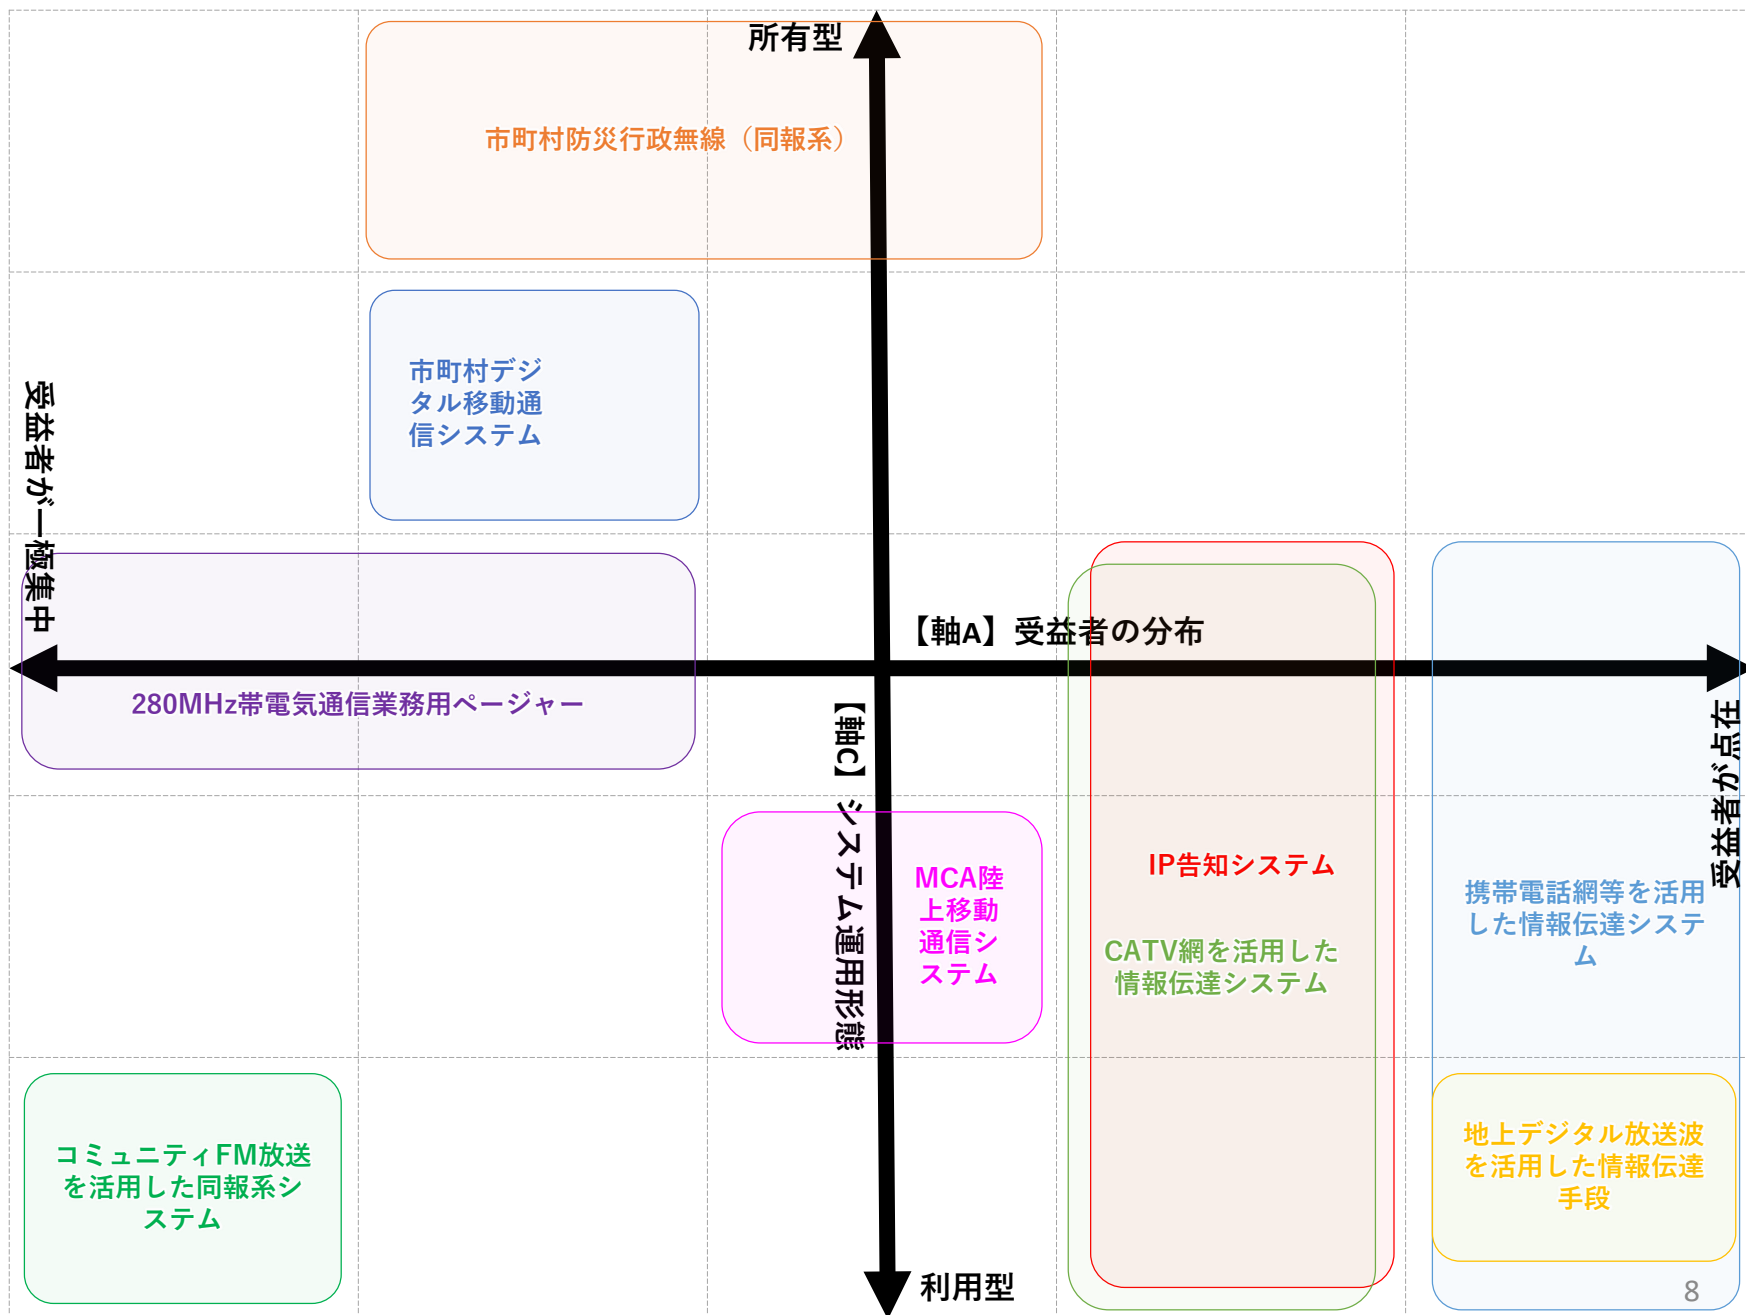 所有型
市町村防災行政無線（同報系）
市町村デジ
タル移動通
信システム
受益者が一極集中
【軸A】受益者の分布
280MHz帯電気通信業務用ページャー
【軸C】システム運用形態
受益者が点在
MCA陸
上移動
通信シ
ステム
IP告知システム
CATV網を活用した
情報伝達システム
携帯電話網等を活用
した情報伝達システ
ム
コミュニティFM放送
を活用した同報系シ
ステム
地上デジタル放送波
を活用した情報伝達
手段
利用型
8